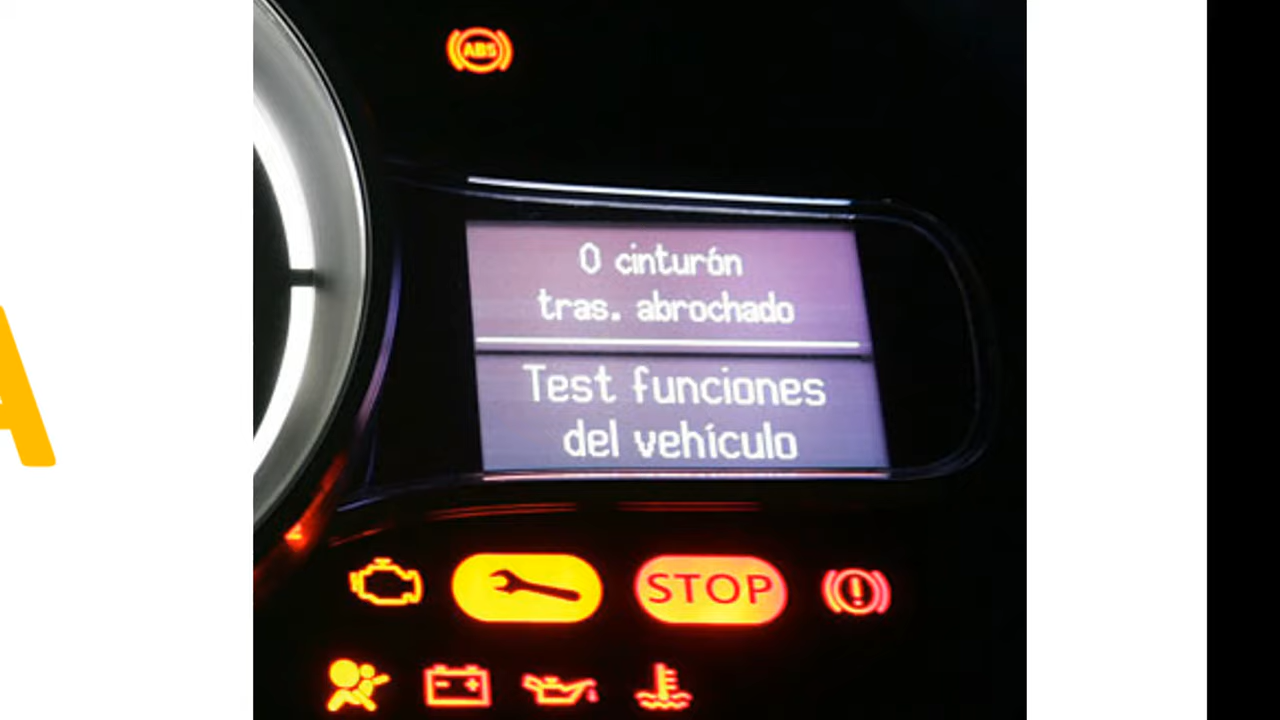 A
ABS
0 cinturón
tras. abrochado
Test funciones
del vehículo
STOP